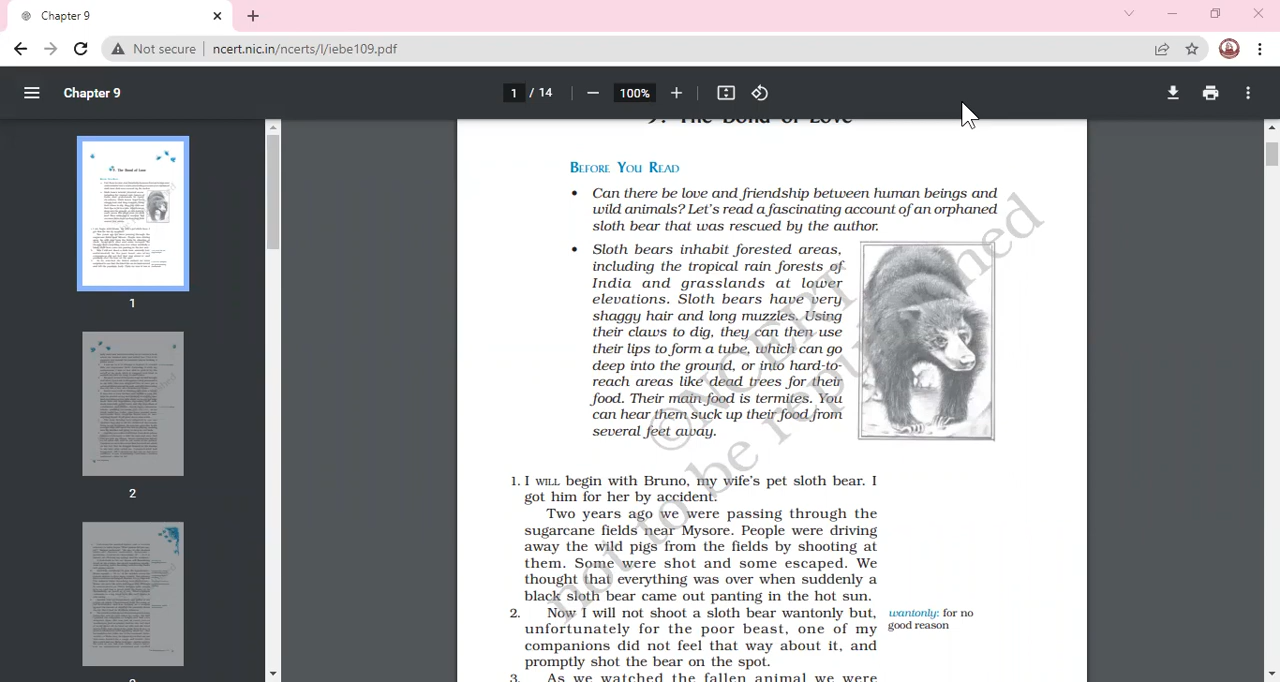 Chapter 9
Not secure
ncert.nic.in/ncerts/l/iebe109.pdf
Chapter 9
1 / 14
100%
9. The Bond of Love
BEFORE YOU READ
• Can there be love and friendship between human beings and
wild animals? Let's read a fascinating account of an orphaned
sloth bear that was rescued by the author.
• Sloth bears inhabit forested areas,
including the tropical rain forests of
India and grasslands at lower
elevations. Sloth bears have very
shaggy hair and long muzzles. Using
their claws to dig, they can then use
their lips to form a tube, which can go
deep into the ground, or into hard-to-
reach areas like dead trees for their
food. Their main food is termites. You
can hear them suck up their food from
several feet away.
1. I WILL begin with Bruno, my wife's pet sloth bear. I
got him for her by accident.
Two years ago we were passing through the
sugarcane fields near Mysore. People were driving
away the wild pigs from the fields by shooting at
them. Some were shot and some escaped. We
thought that everything was over when suddenly a
black sloth bear came out panting in the hot sun.
2. Now I will not shoot a sloth bear wantonly but,
unfortunately for the poor beast, one of my
companions did not feel that way about it, and
promptly shot the bear on the spot.
3. As we watched the fallen animal we were
wantonly: for no
good reason
1
2
© NCERT
not to be republished